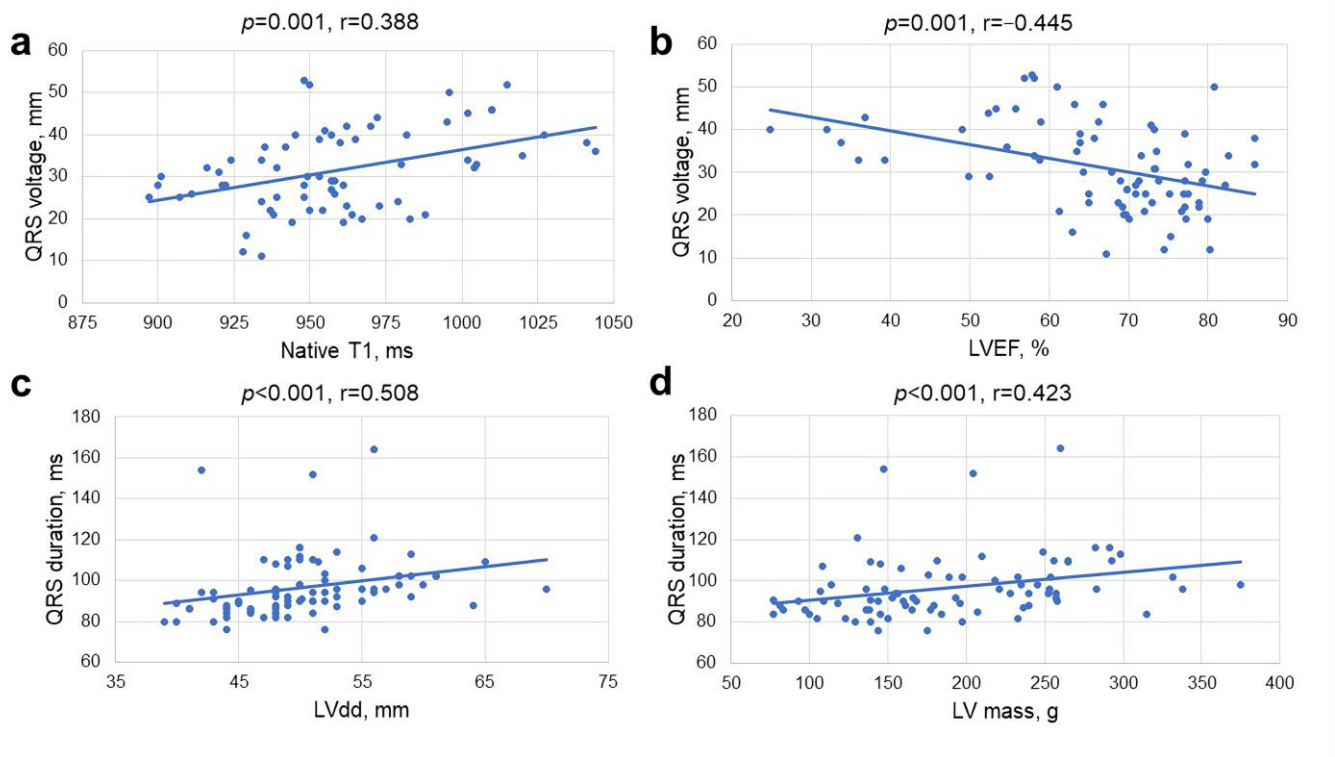 a
p=0.001, r=0.388
60
50
40
30
20
10
0
QRS voltage, mm
875 900 925 950 975 1000 1025 1050
Native T1, ms
b
p=0.001, r=−0.445
60
50
40
30
20
10
0
QRS voltage, mm
20 30 40 50 60 70 80 90
LVEF, %
c
p<0.001, r=0.508
180
160
140
120
100
80
60
QRS duration, ms
35 45 55 65 75
LVdd, mm
d
p<0.001, r=0.423
180
160
140
120
100
80
60
QRS duration, ms
50 100 150 200 250 300 350 400
LV mass, g